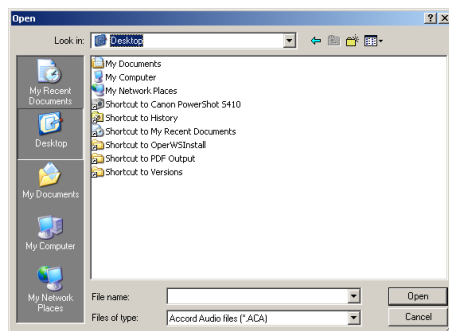 Open
Look in: Desktop
My Recent
Documents
Desktop
My Documents
My Computer
My Network
Places
My Documents
My Computer
My Network Places
Shortcut to Canon PowerShot S410
Shortcut to History
Shortcut to My Recent Documents
Shortcut to OperWSInstall
Shortcut to PDF Output
Shortcut to Versions
File name: Open
Files of type: Accord Audio files (*.ACA) Cancel